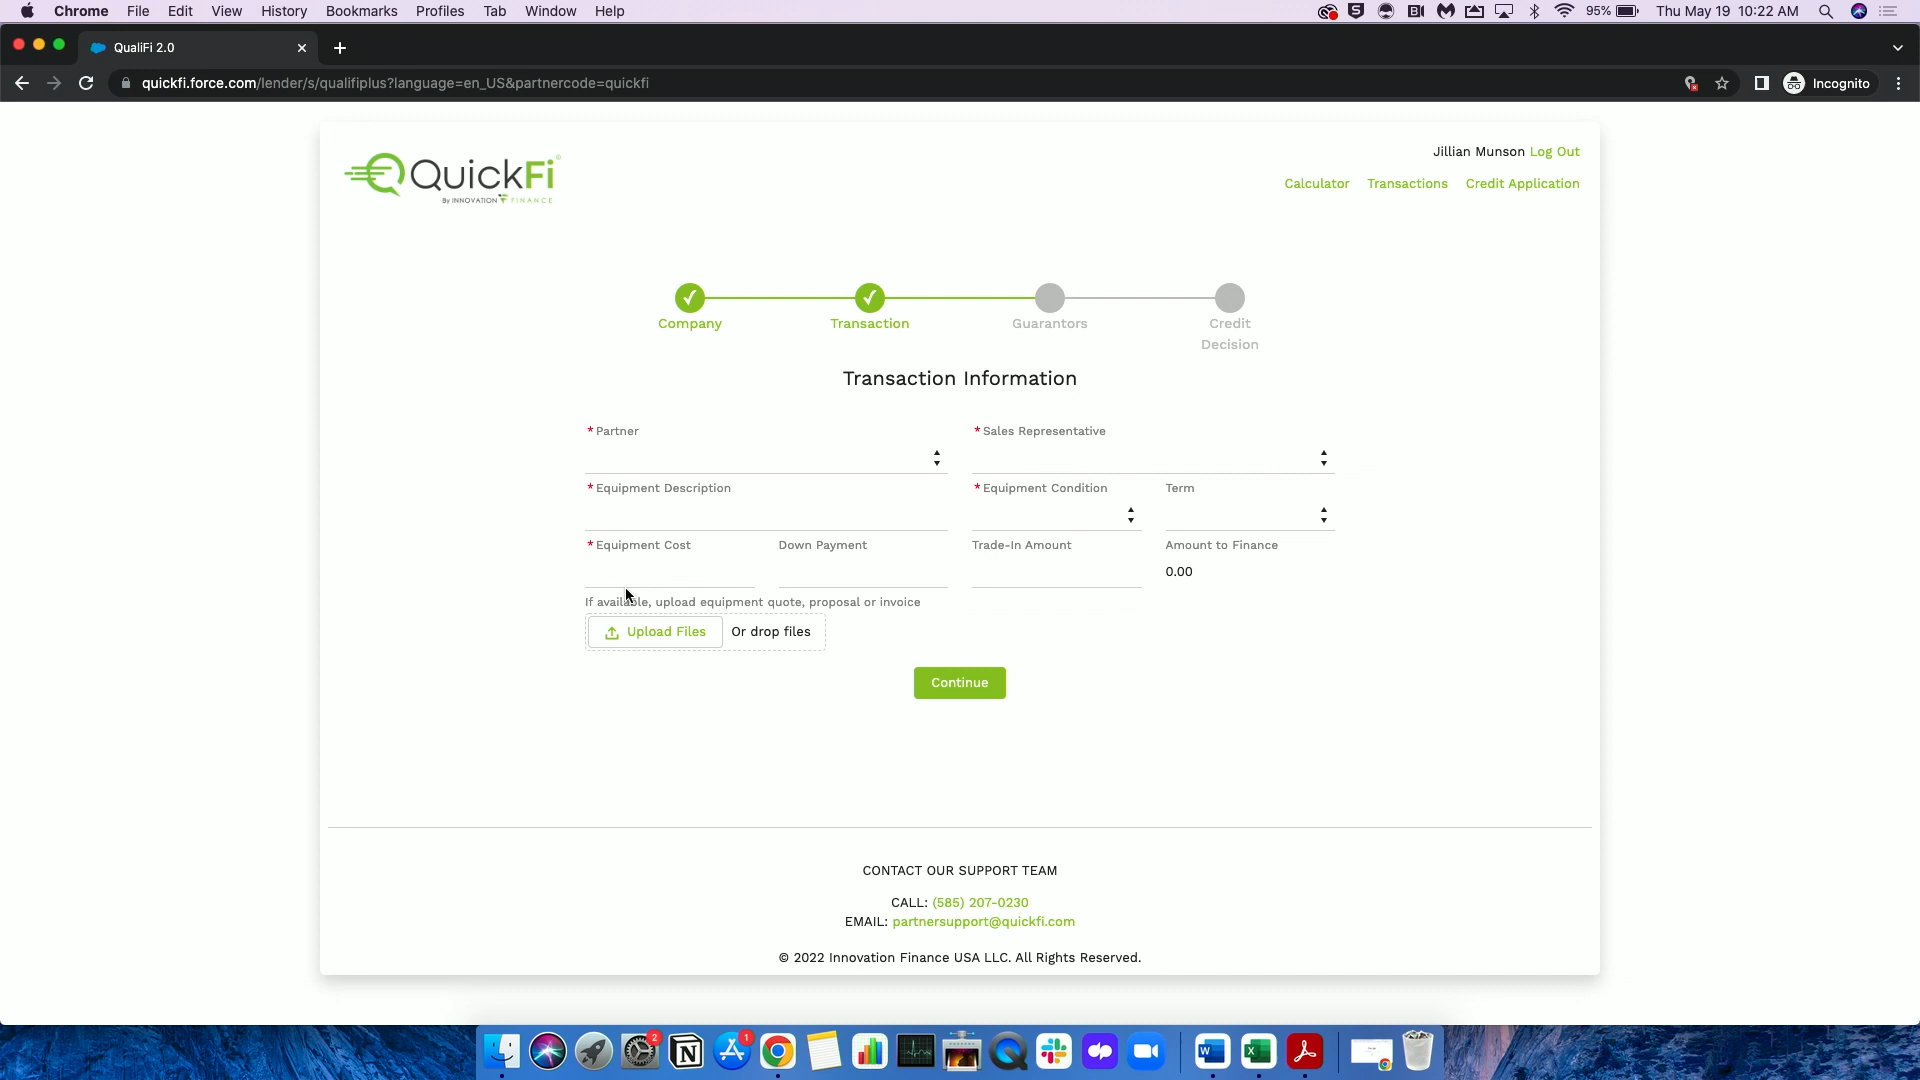 Chrome File Edit View History Bookmarks Profiles Tab Window Help 95% Thu May 19 10:22 AM
QualiFi 2.0
quickfi.force.com/lender/s/qualifiplus?language=en_US&partnercode=quickfi Incognito
QuickFi
By INNOVATION FINANCE
Jillian Munson Log Out
Calculator Transactions Credit Application
Company Transaction Guarantors Credit
Decision
Transaction Information
*Partner *Sales Representative
*Equipment Description *Equipment Condition Term
*Equipment Cost Down Payment Trade-In Amount Amount to Finance
0.00
If available, upload equipment quote, proposal or invoice
Upload Files Or drop files
Continue
CONTACT OUR SUPPORT TEAM
CALL: (585) 207-0230
EMAIL: partnersupport@quickfi.com
© 2022 Innovation Finance USA LLC. All Rights Reserved.
2 1